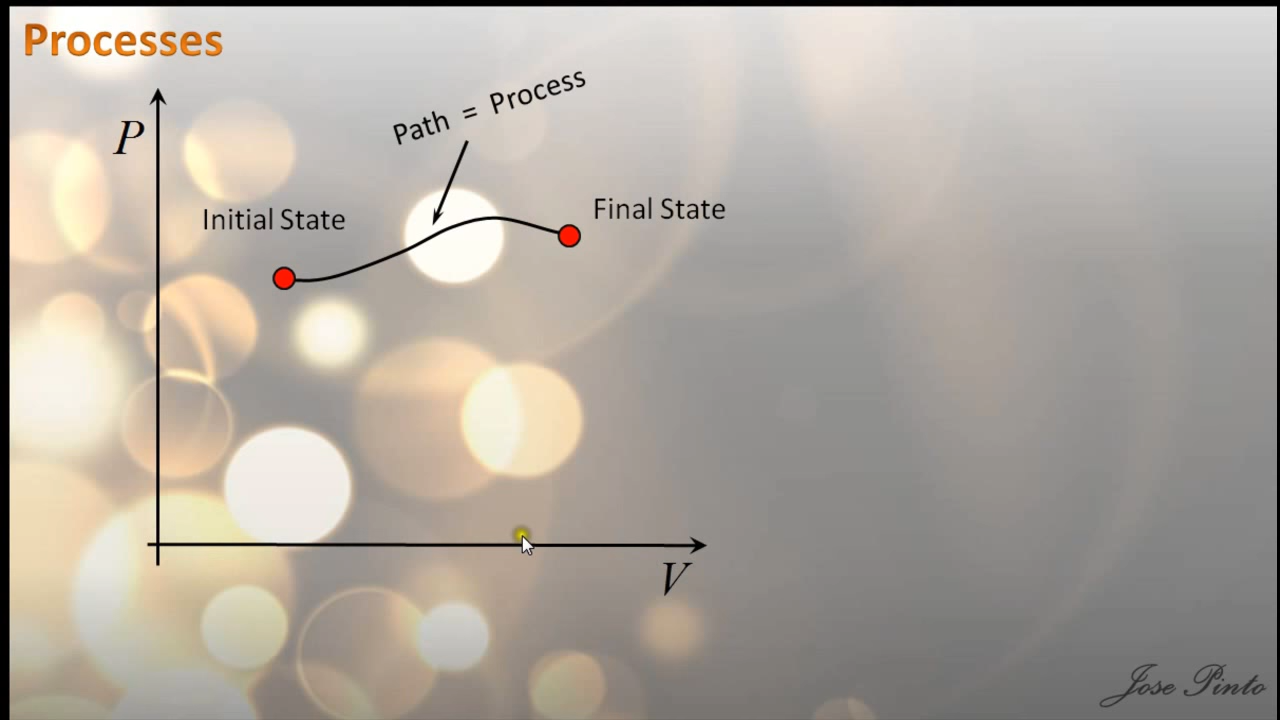 Processes
P
Path = Process
Initial State
Final State
V
Jose Pinto